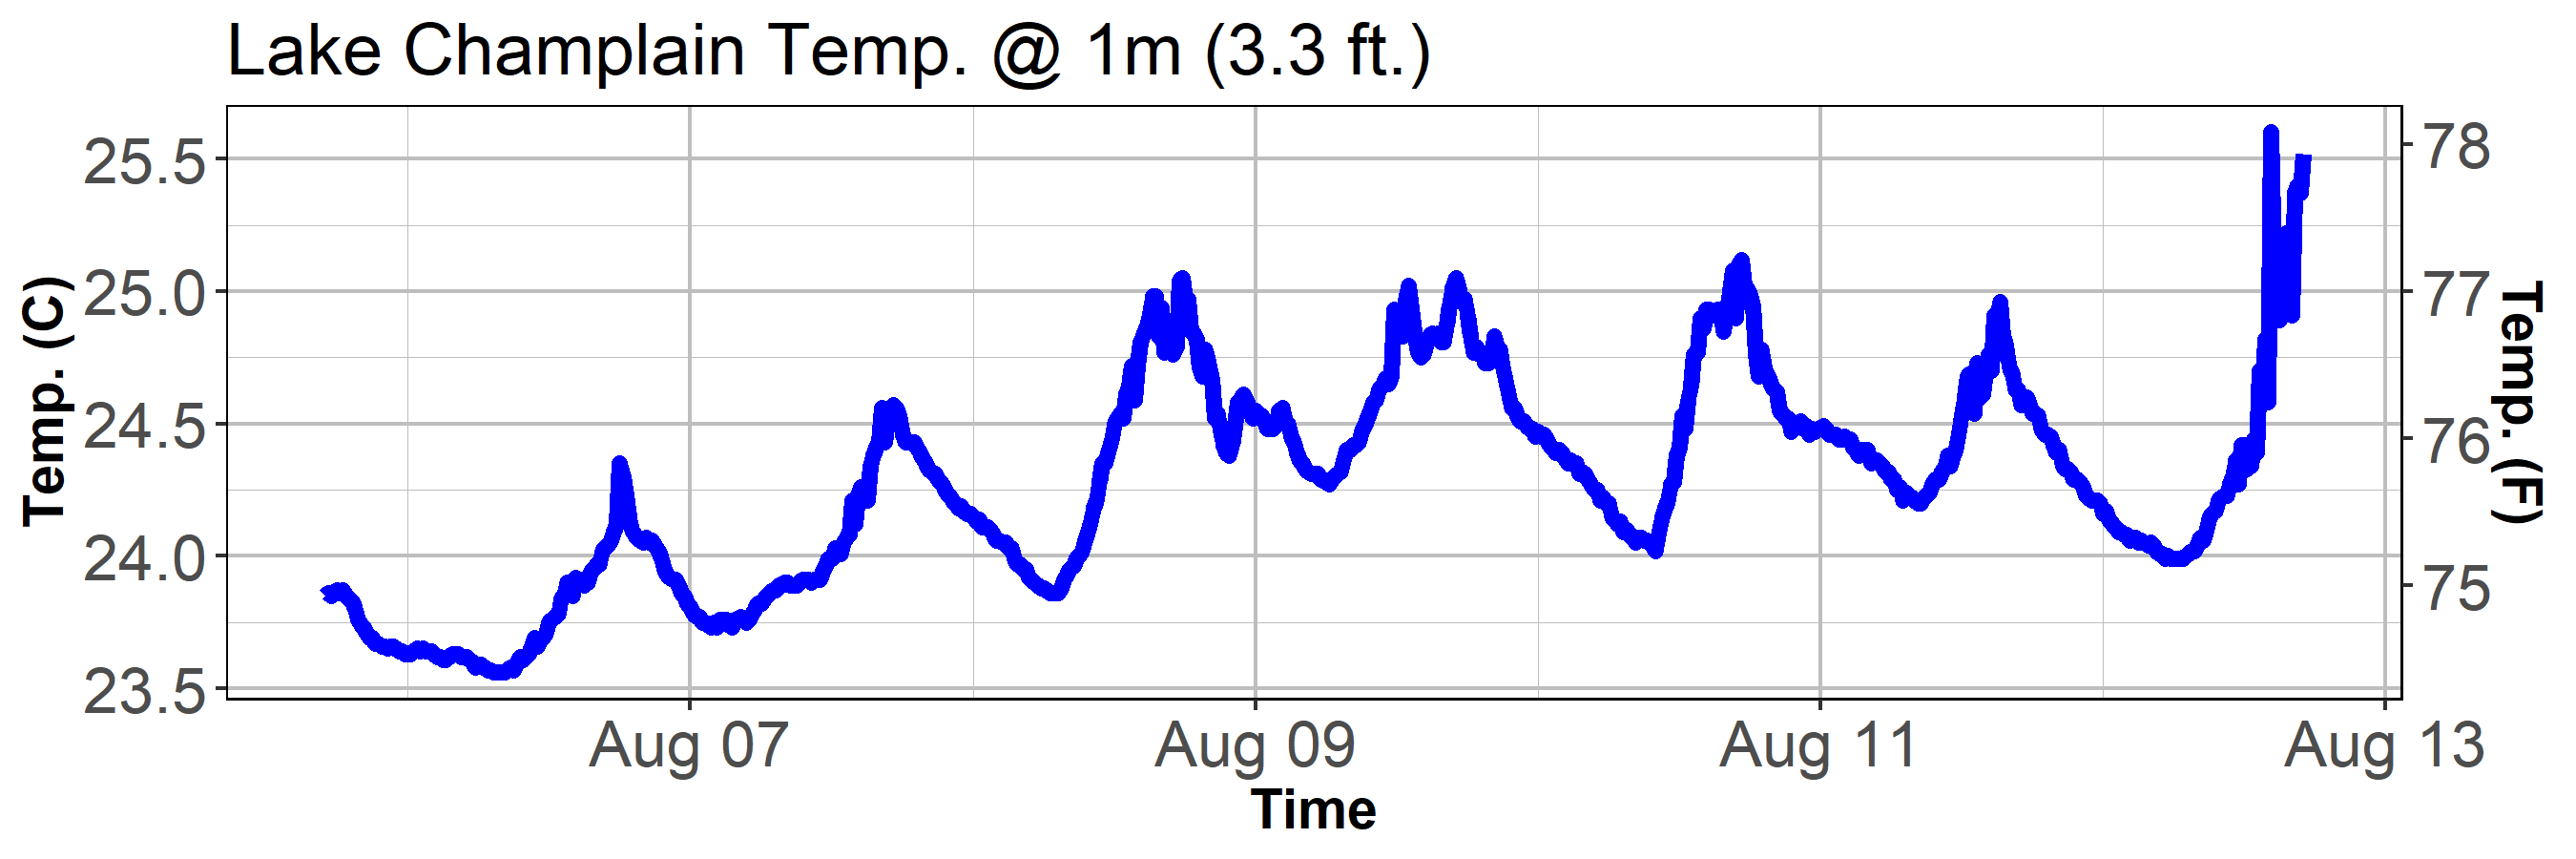 Lake Champlain Temp. @ 1m (3.3 ft.)
Temp. (C)
25.5
25.0
24.5
24.0
23.5
78
77
76
75
Temp. (F)
Aug 07
Aug 09
Aug 11
Aug 13
Time